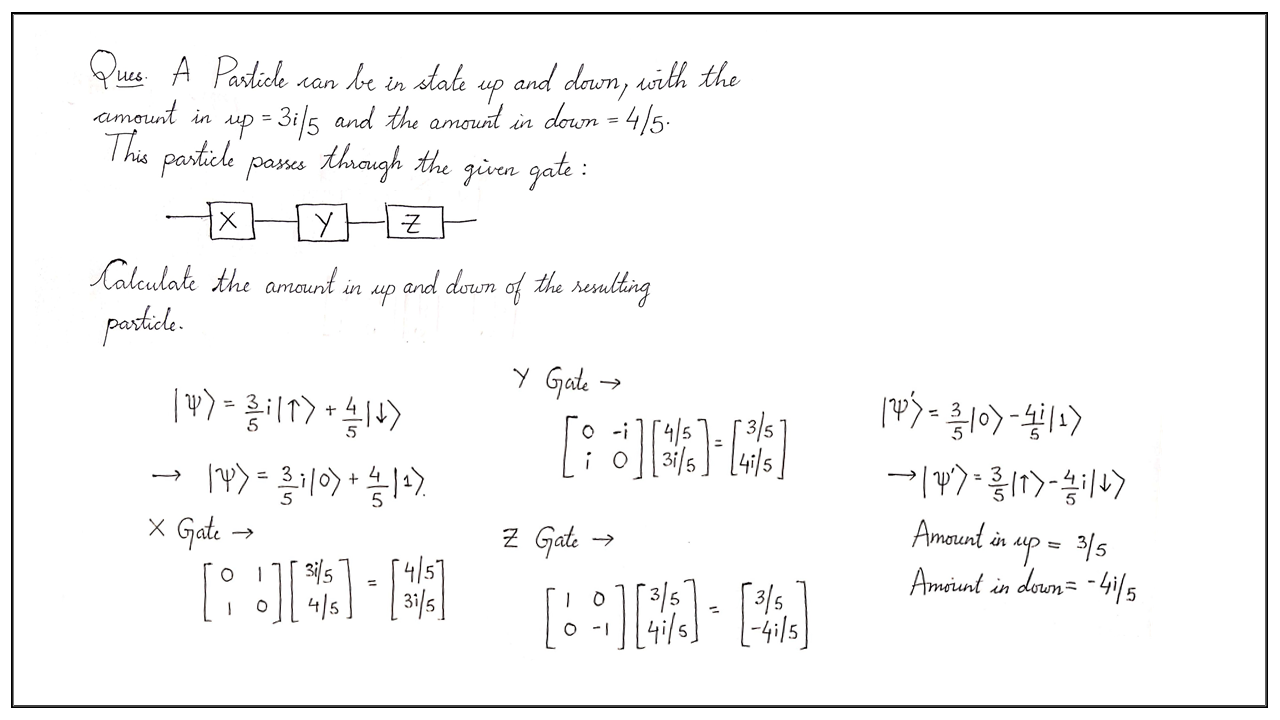 Ques. A Particle can be in state up and down, with the
amount in up = 3i/5 and the amount in down = 4/5.
This particle passes through the given gate :
X Y Z
Calculate the amount in up and down of the resulting
particle.
|Ψ⟩ = 3/5 i|↑⟩ + 4/5 |↓⟩
→ |Ψ⟩ = 3/5 i|0⟩ + 4/5 |1⟩.
X Gate →
[0 1; 1 0] [3i/5; 4/5] = [4/5; 3i/5]
Y Gate →
[0 -i; i 0] [4/5; 3i/5] = [3/5; 4i/5]
Z Gate →
[1 0; 0 -1] [3/5; 4i/5] = [3/5; -4i/5]
|Ψ'⟩ = 3/5 |0⟩ - 4i/5 |1⟩
→ |Ψ'⟩ = 3/5 |↑⟩ - 4/5 i|↓⟩
Amount in up = 3/5
Amount in down = -4i/5